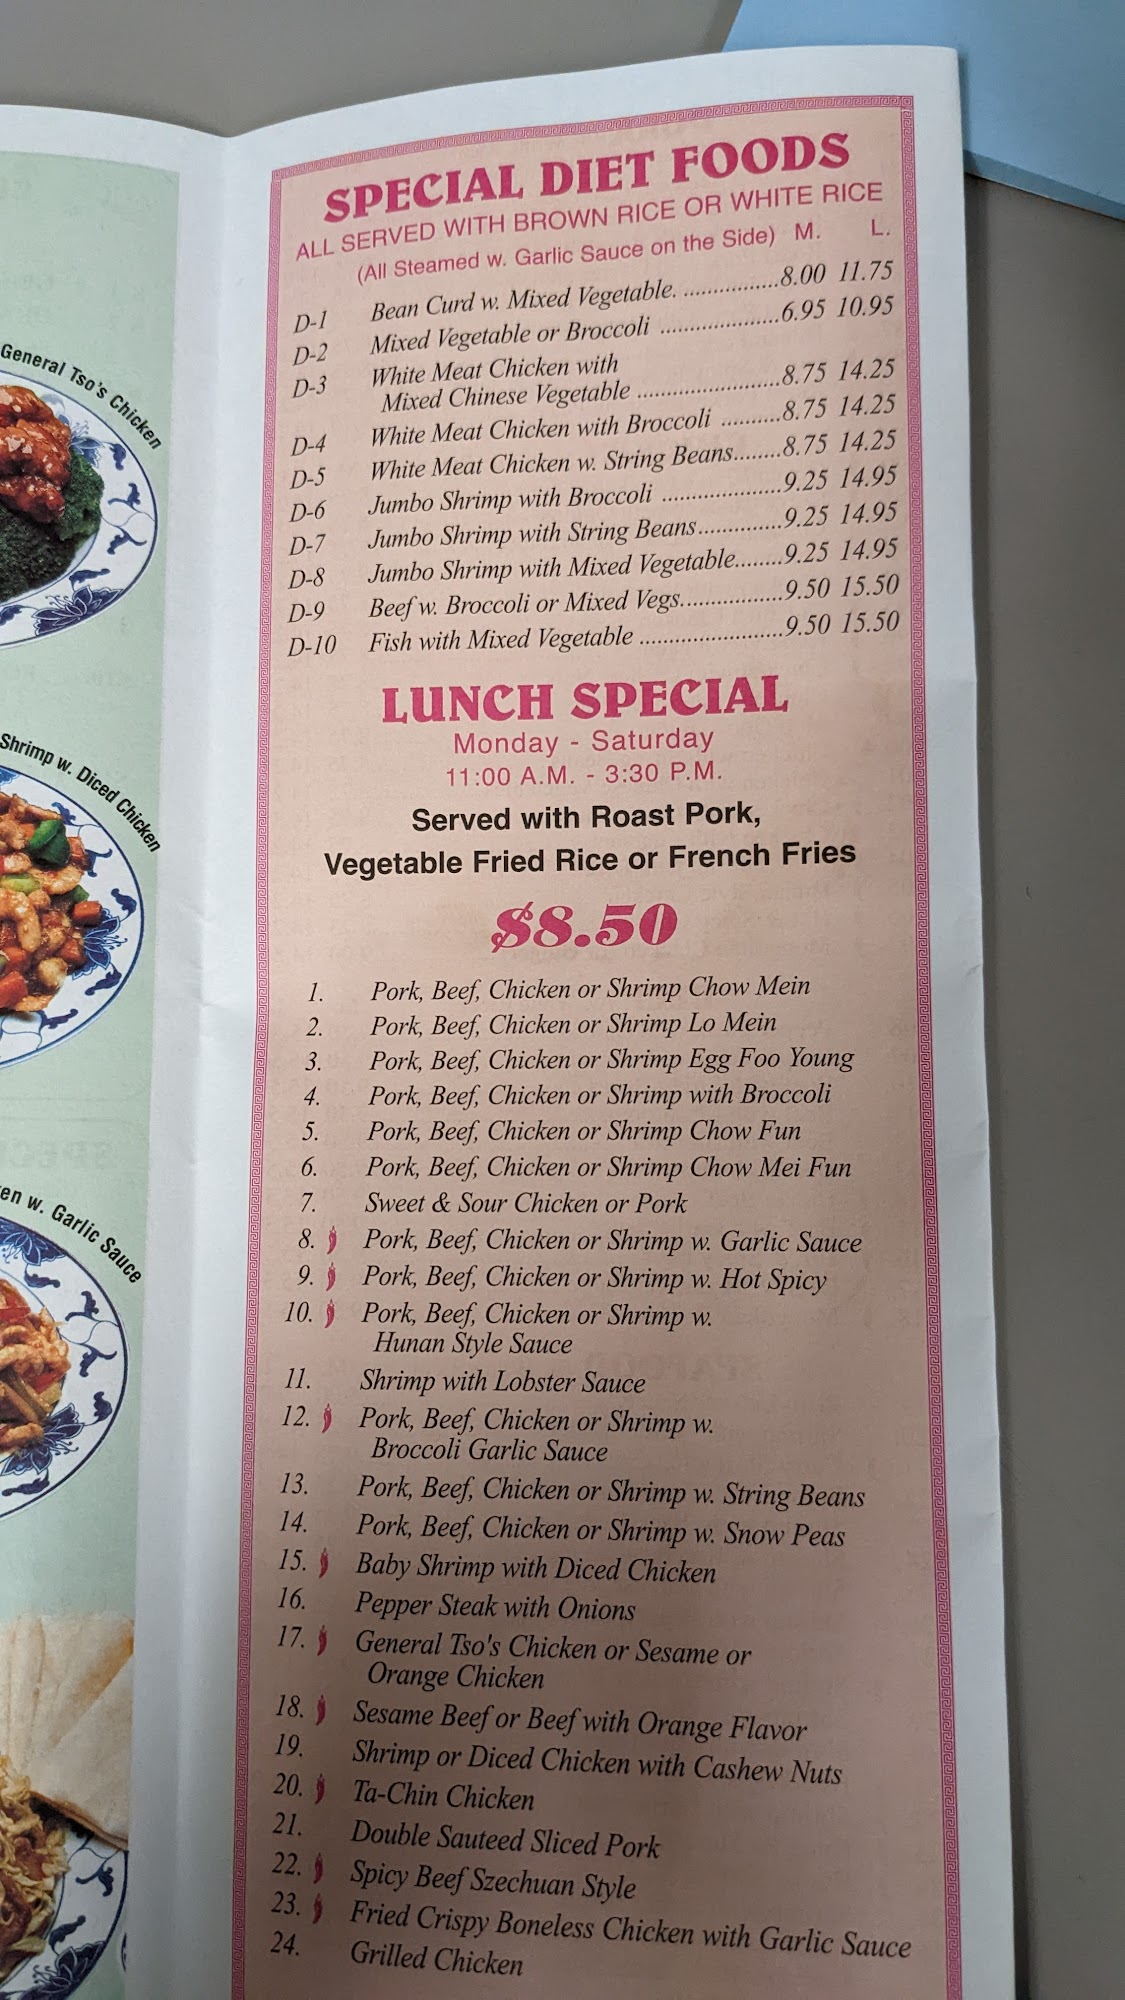 General Tso's Chicken
Shrimp w. Diced Chicken
en w. Garlic Sauce
SPECIAL DIET FOODS
ALL SERVED WITH BROWN RICE OR WHITE RICE
(All Steamed w. Garlic Sauce on the Side) M. L.
D-1 Bean Curd w. Mixed Vegetable. ................8.00 11.75
D-2 Mixed Vegetable or Broccoli ....................6.95 10.95
D-3 White Meat Chicken with
Mixed Chinese Vegetable ........................8.75 14.25
D-4 White Meat Chicken with Broccoli ..........8.75 14.25
D-5 White Meat Chicken w. String Beans........8.75 14.25
D-6 Jumbo Shrimp with Broccoli ....................9.25 14.95
D-7 Jumbo Shrimp with String Beans..............9.25 14.95
D-8 Jumbo Shrimp with Mixed Vegetable........9.25 14.95
D-9 Beef w. Broccoli or Mixed Vegs.................9.50 15.50
D-10 Fish with Mixed Vegetable ........................9.50 15.50
LUNCH SPECIAL
Monday - Saturday
11:00 A.M. - 3:30 P.M.
Served with Roast Pork,
Vegetable Fried Rice or French Fries
$8.50
1. Pork, Beef, Chicken or Shrimp Chow Mein
2. Pork, Beef, Chicken or Shrimp Lo Mein
3. Pork, Beef, Chicken or Shrimp Egg Foo Young
4. Pork, Beef, Chicken or Shrimp with Broccoli
5. Pork, Beef, Chicken or Shrimp Chow Fun
6. Pork, Beef, Chicken or Shrimp Chow Mei Fun
7. Sweet & Sour Chicken or Pork
8. Pork, Beef, Chicken or Shrimp w. Garlic Sauce
9. Pork, Beef, Chicken or Shrimp w. Hot Spicy
10. Pork, Beef, Chicken or Shrimp w.
Hunan Style Sauce
11. Shrimp with Lobster Sauce
12. Pork, Beef, Chicken or Shrimp w.
Broccoli Garlic Sauce
13. Pork, Beef, Chicken or Shrimp w. String Beans
14. Pork, Beef, Chicken or Shrimp w. Snow Peas
15. Baby Shrimp with Diced Chicken
16. Pepper Steak with Onions
17. General Tso's Chicken or Sesame or
Orange Chicken
18. Sesame Beef or Beef with Orange Flavor
19. Shrimp or Diced Chicken with Cashew Nuts
20. Ta-Chin Chicken
21. Double Sauteed Sliced Pork
22. Spicy Beef Szechuan Style
23. Fried Crispy Boneless Chicken with Garlic Sauce
24. Grilled Chicken